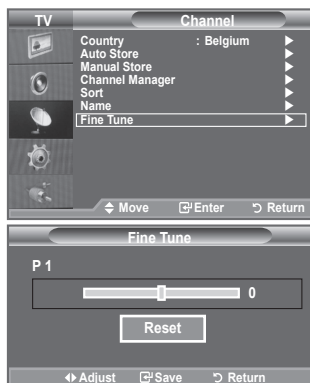 TV Channel
Country : Belgium
Auto Store
Manual Store
Channel Manager
Sort
Name
Fine Tune
Move Enter Return
Fine Tune
P 1
0
Reset
Adjust Save Return